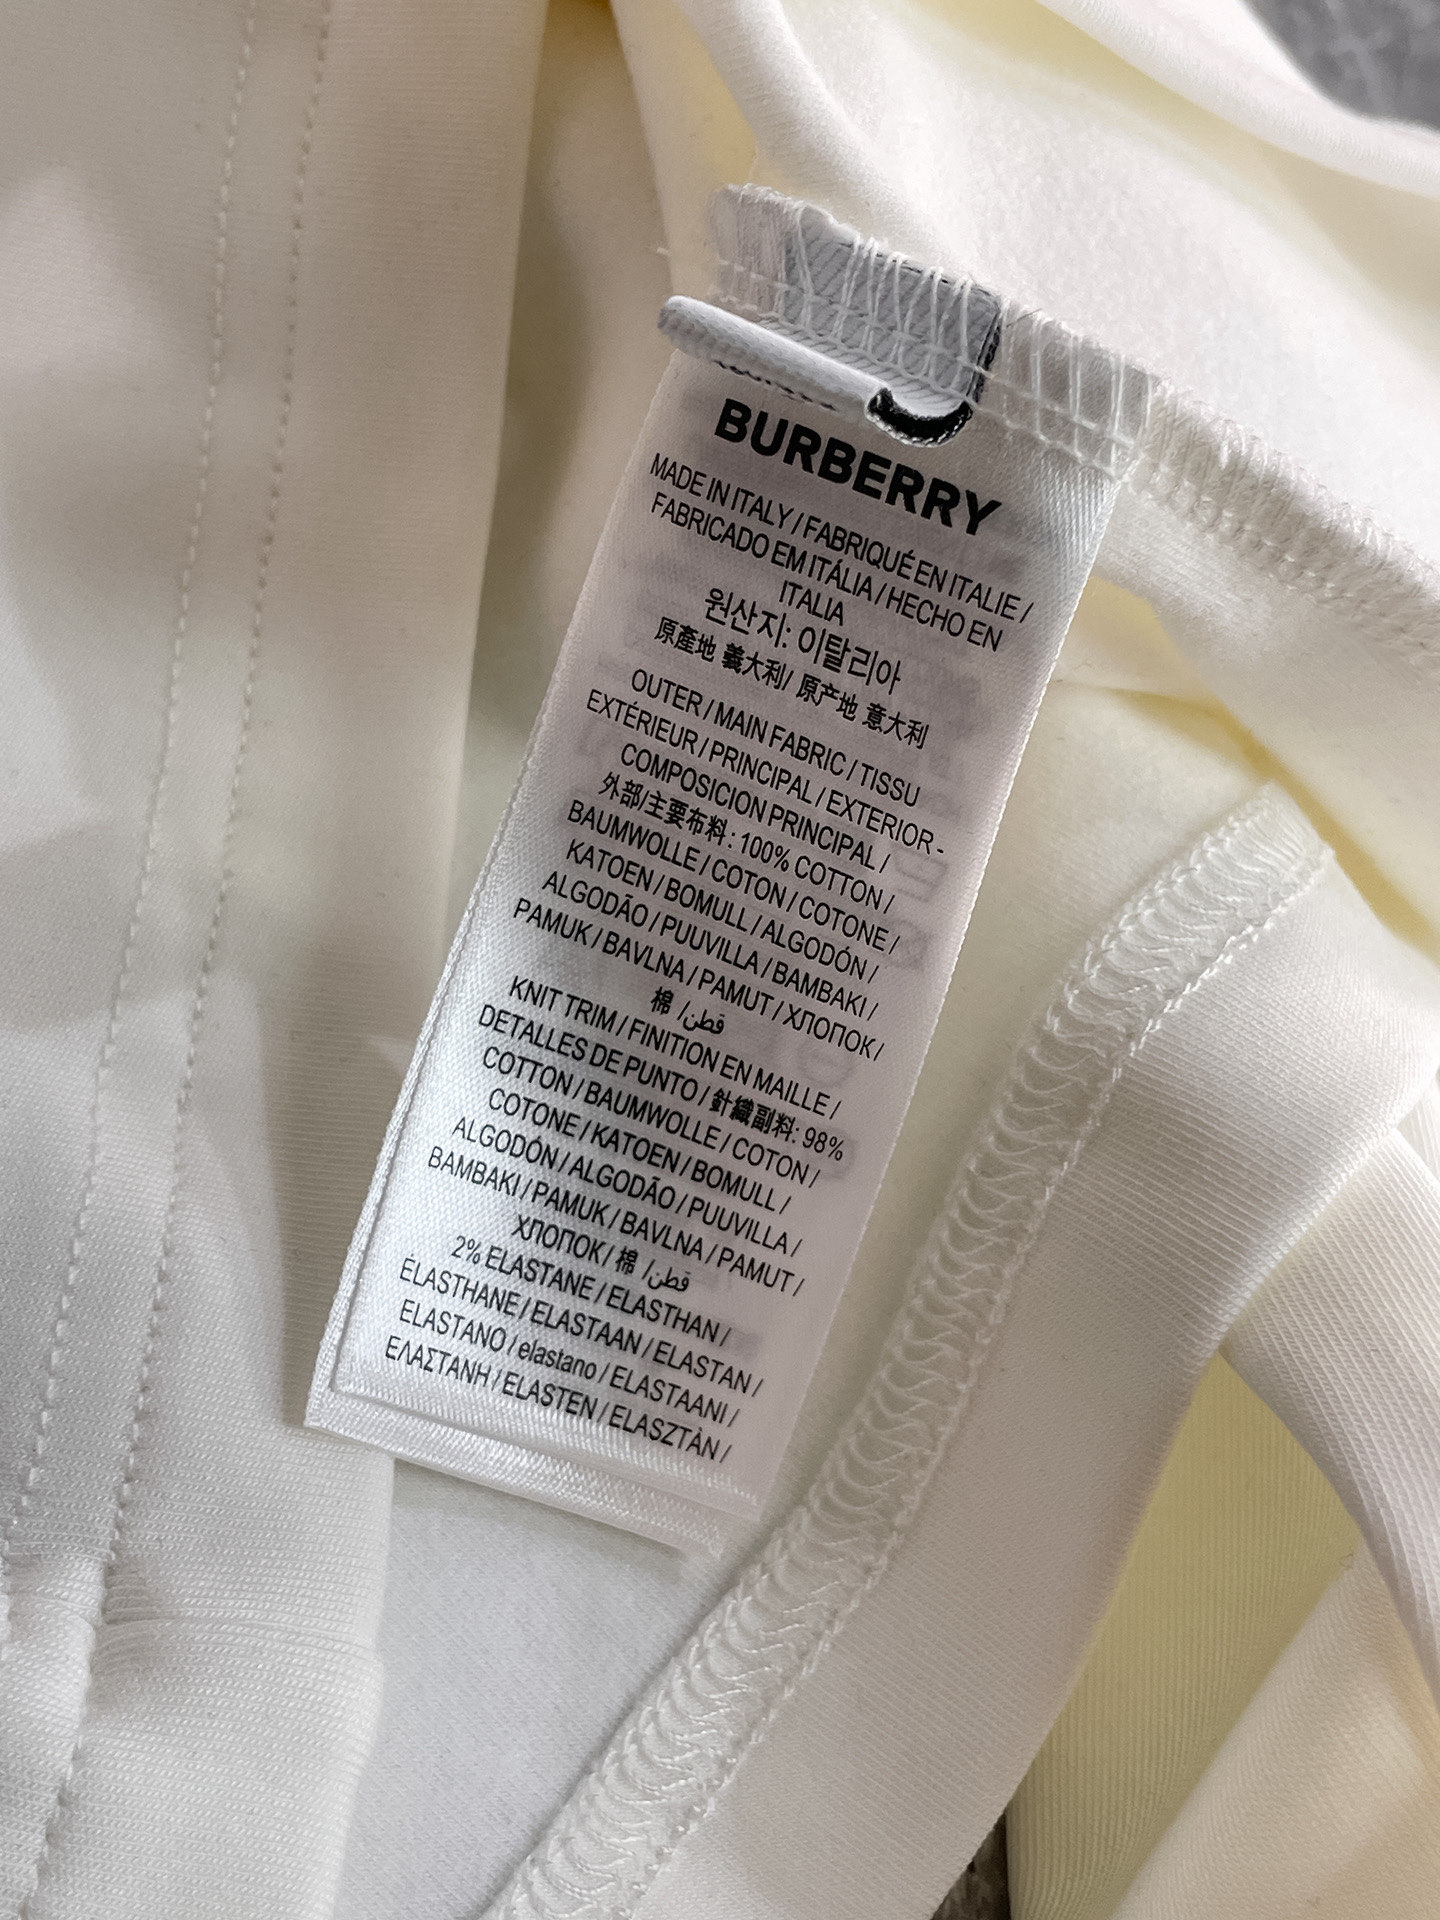 BURBERRY
MADE IN ITALY / FABRIQUÉ EN ITALIE /
FABRICADO EM ITÁLIA / HECHO EN
ITALIA
원산지: 이탈리아
原產地 義大利/ 原产地 意大利
OUTER / MAIN FABRIC / TISSU
EXTÉRIEUR / PRINCIPAL / EXTERIOR -
COMPOSICION PRINCIPAL /
外部/主要布料: 100% COTTON /
BAUMWOLLE / COTON / COTONE /
KATOEN / BOMULL / ALGODÓN /
ALGODÃO / PUUVILLA / BAMBAKI /
PAMUK / BAVLNA / PAMUT / ХЛОПОК /
棉 / قطن
KNIT TRIM / FINITION EN MAILLE /
DETALLES DE PUNTO / 針織副料: 98%
COTTON / BAUMWOLLE / COTON /
COTONE / KATOEN / BOMULL /
ALGODÓN / ALGODÃO / PUUVILLA /
BAMBAKI / PAMUK / BAVLNA / PAMUT /
ХЛОПОК / 棉 / قطن
2% ELASTANE / ELASTHAN /
ÉLASTHANE / ELASTAAN / ELASTAN /
ELASTANO / elastano / ELASTAANI /
ΕΛΑΣΤΑΝΗ / ELASTEN / ELASZTÀN /